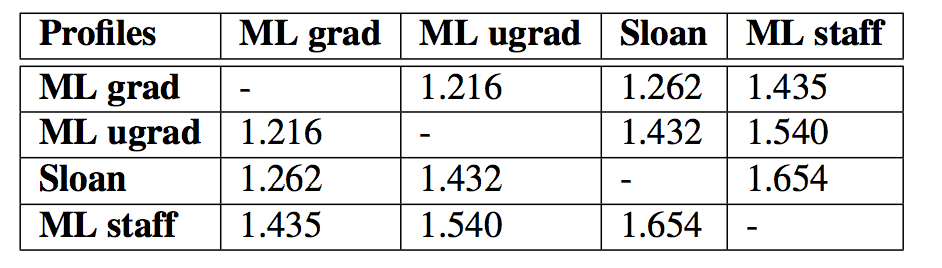 Profiles ML grad ML ugrad Sloan ML staff
ML grad - 1.216 1.262 1.435
ML ugrad 1.216 - 1.432 1.540
Sloan 1.262 1.432 - 1.654
ML staff 1.435 1.540 1.654 -